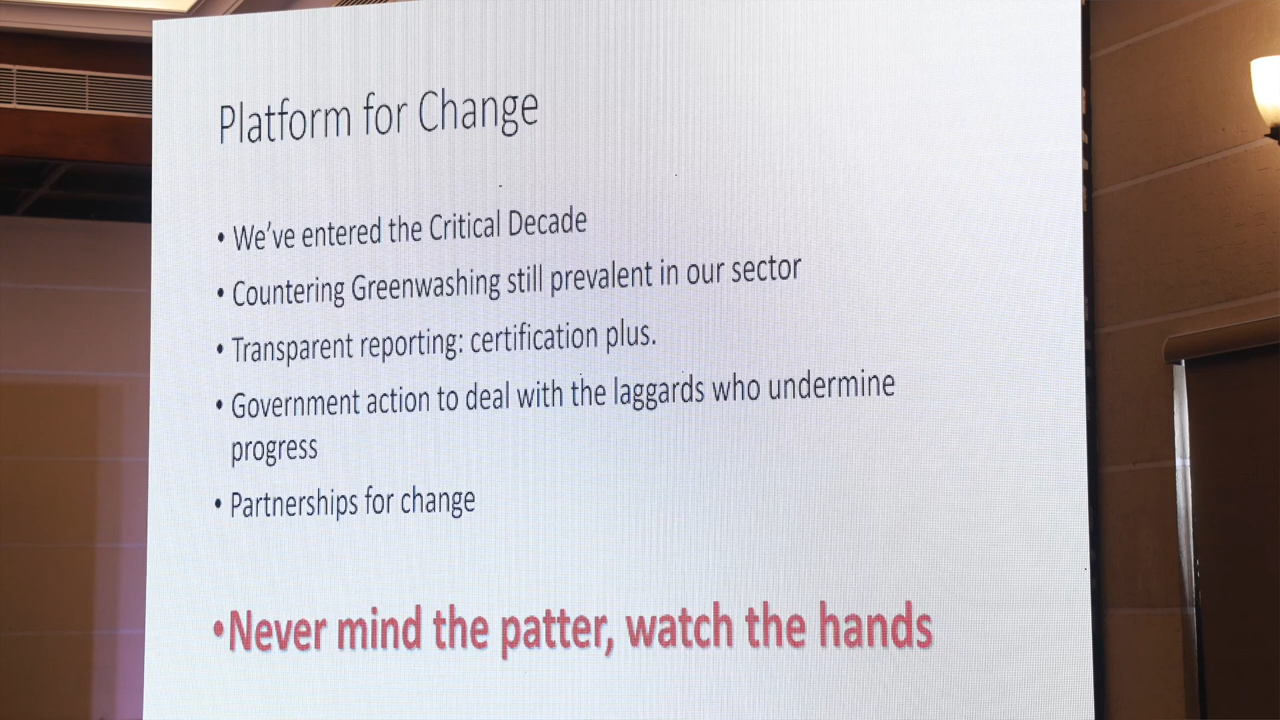 Platform for Change
• We've entered the Critical Decade
• Countering Greenwashing still prevalent in our sector
• Transparent reporting: certification plus.
• Government action to deal with the laggards who undermine
progress
• Partnerships for change
•Never mind the patter, watch the hands